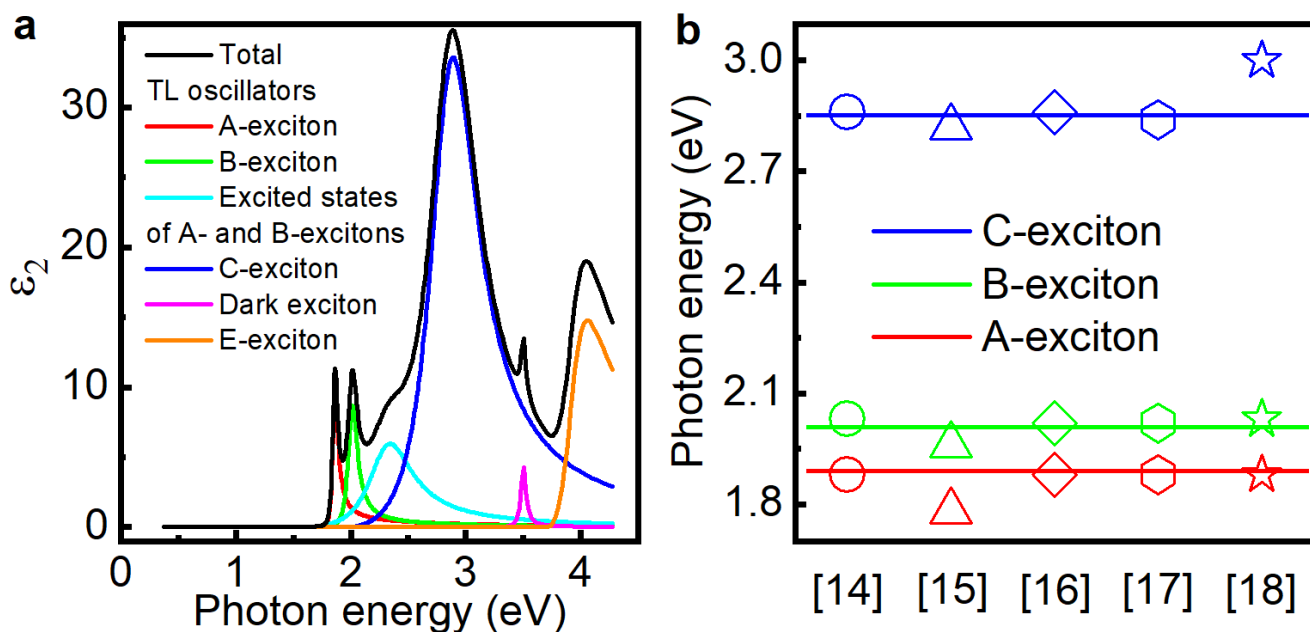 a
Total
TL oscillators
A-exciton
B-exciton
Excited states
of A- and B-excitons
C-exciton
Dark exciton
E-exciton
ε2
30
20
10
0
0 1 2 3 4
Photon energy (eV)
b
Photon energy (eV)
3.0
2.7
2.4
2.1
1.8
C-exciton
B-exciton
A-exciton
[14] [15] [16] [17] [18]